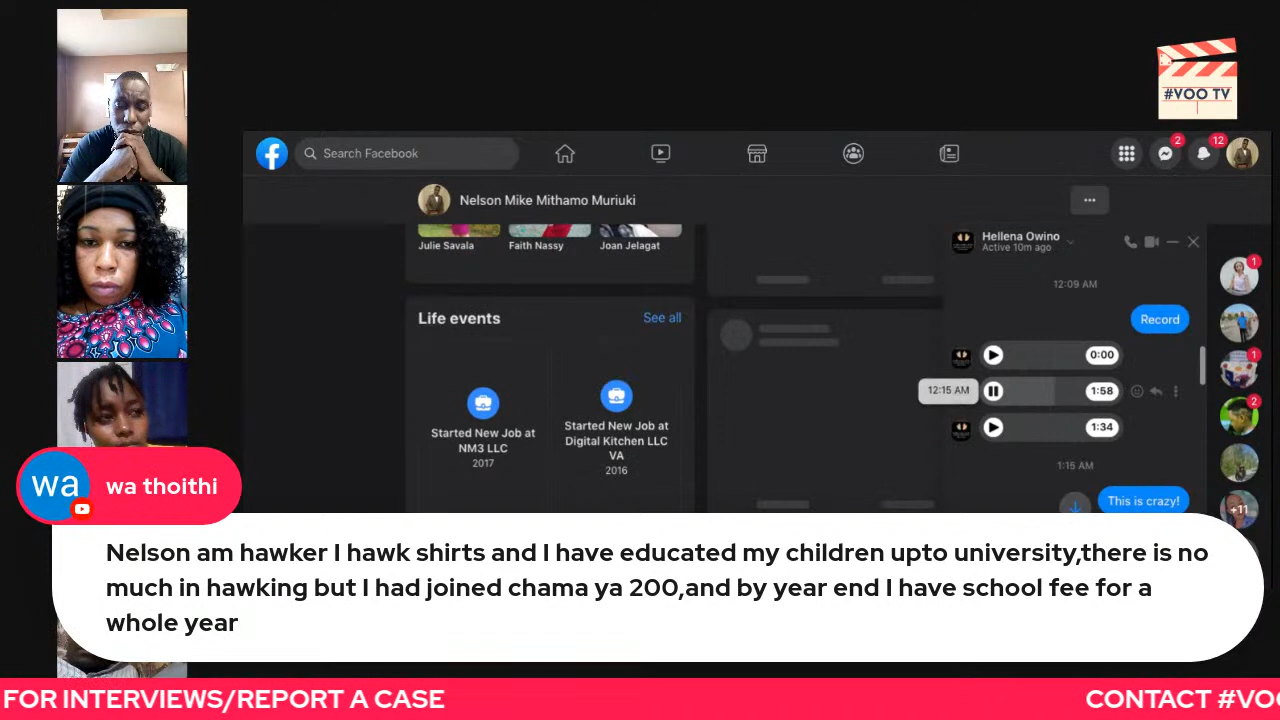 #VOO TV
Search Facebook
2
12
Nelson Mike Mithamo Muriuki
Julie Savala
Faith Nassy
Joan Jelagat
Hellena Owino
Active 10m ago
12:09 AM
Record
0:00
12:15 AM
1:58
1:34
1:15 AM
This is crazy!
Life events
See all
Started New Job at
NM3 LLC
2017
Started New Job at
Digital Kitchen LLC
VA
2016
1
1
2
+11
wa
wa thoithi
Nelson am hawker I hawk shirts and I have educated my children upto university,there is no
much in hawking but I had joined chama ya 200,and by year end I have school fee for a
whole year
FOR INTERVIEWS/REPORT A CASE
CONTACT #VOO